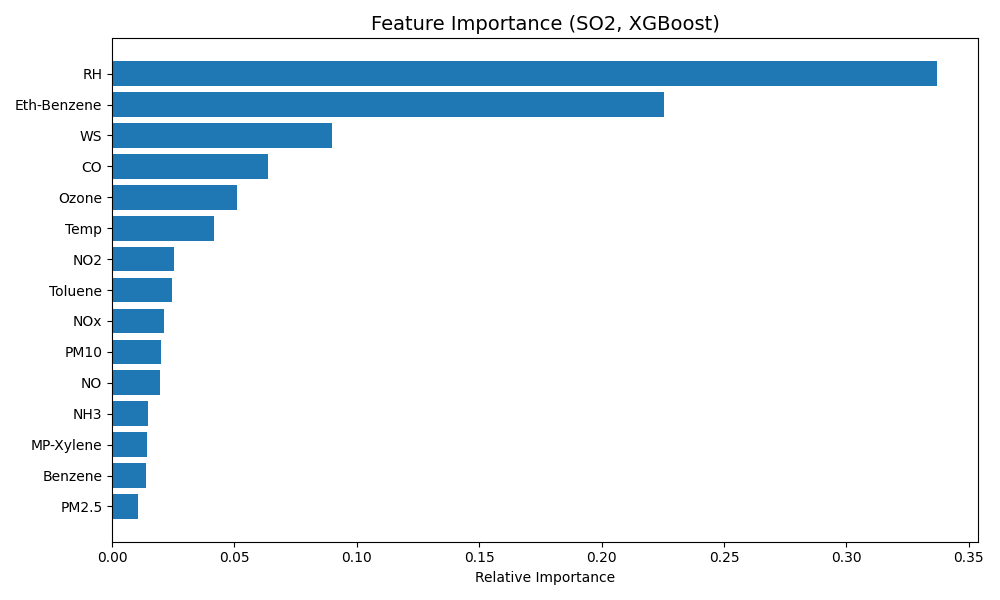 Feature Importance (SO2, XGBoost)
RH
Eth-Benzene
WS
CO
Ozone
Temp
NO2
Toluene
NOx
PM10
NO
NH3
MP-Xylene
Benzene
PM2.5
0.00 0.05 0.10 0.15 0.20 0.25 0.30 0.35
Relative Importance